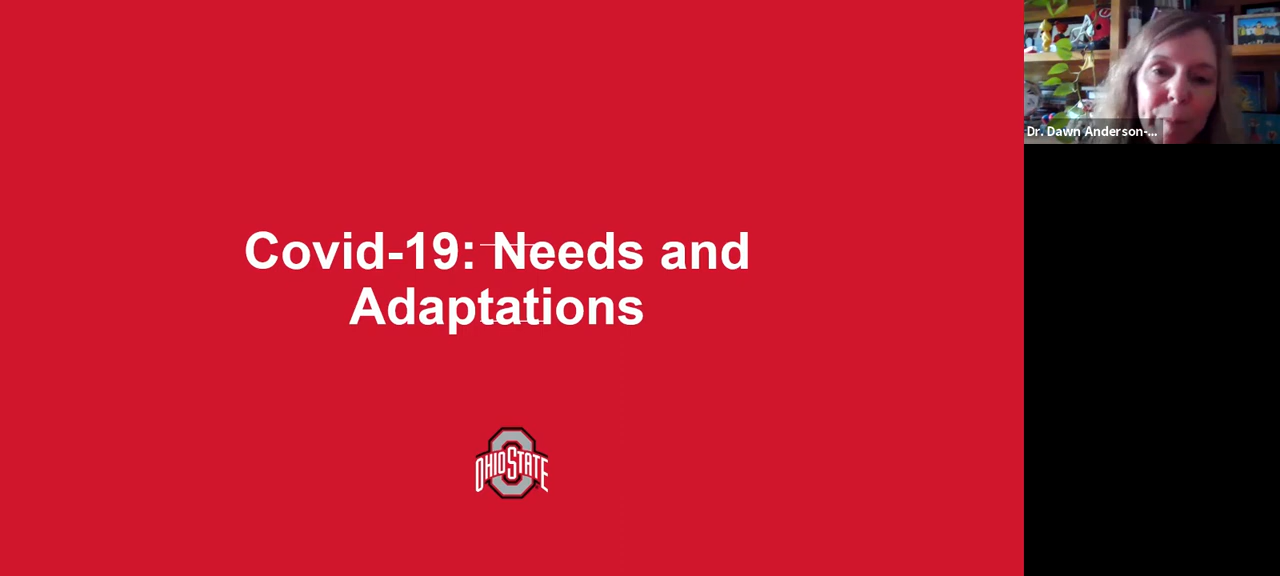 Covid-19: Needs and
Adaptations
OHIO STATE
Dr. Dawn Anderson-...